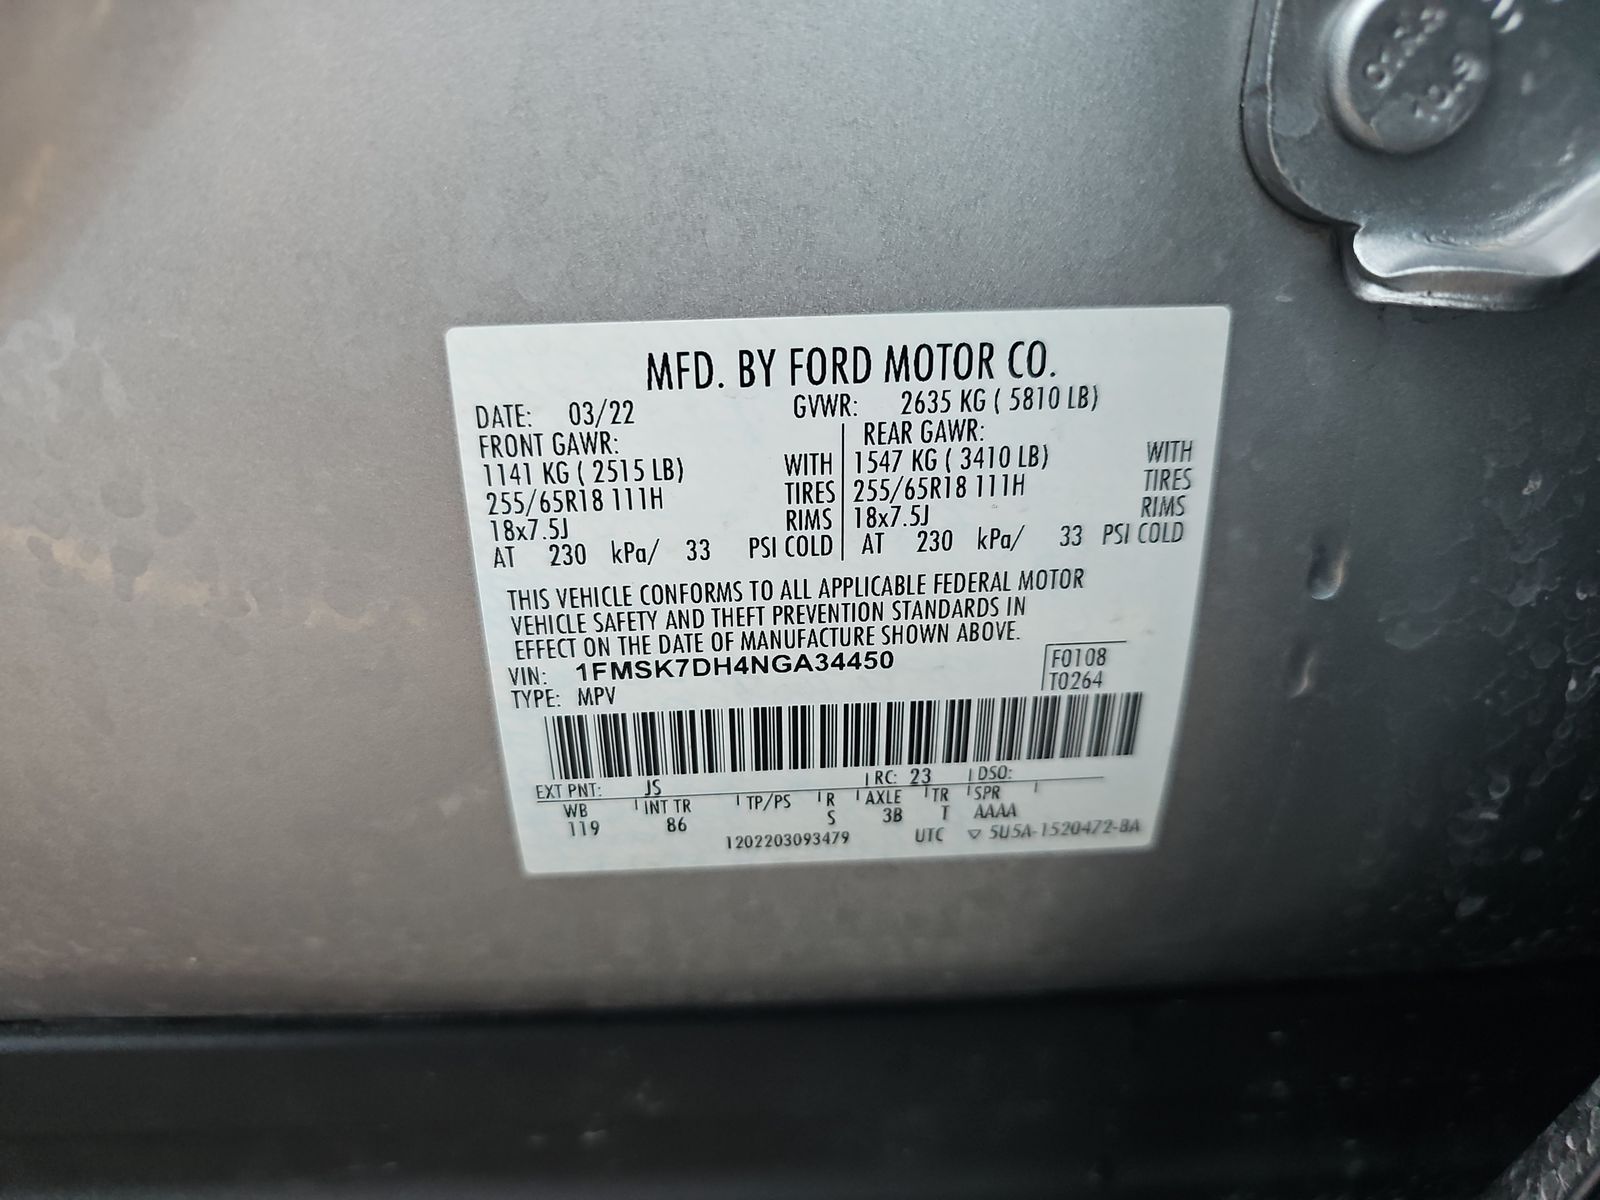 MFD. BY FORD MOTOR CO.
DATE: 03/22 GVWR: 2635 KG ( 5810 LB)
FRONT GAWR: REAR GAWR:
1141 KG ( 2515 LB) WITH 1547 KG ( 3410 LB) WITH
255/65R18 111H TIRES 255/65R18 111H TIRES
18x7.5J RIMS 18x7.5J RIMS
AT 230 kPa/ 33 PSI COLD AT 230 kPa/ 33 PSI COLD
THIS VEHICLE CONFORMS TO ALL APPLICABLE FEDERAL MOTOR
VEHICLE SAFETY AND THEFT PREVENTION STANDARDS IN
EFFECT ON THE DATE OF MANUFACTURE SHOWN ABOVE.
VIN: 1FMSK7DH4NGA34450 F0108
TYPE: MPV T0264
EXT PNT: JS RC: 23 DSO:
WB INT TR TP/PS R AXLE TR SPR
119 86 S 3B T AAAA
1202203093479 UTC 5U5A-1520472-BA